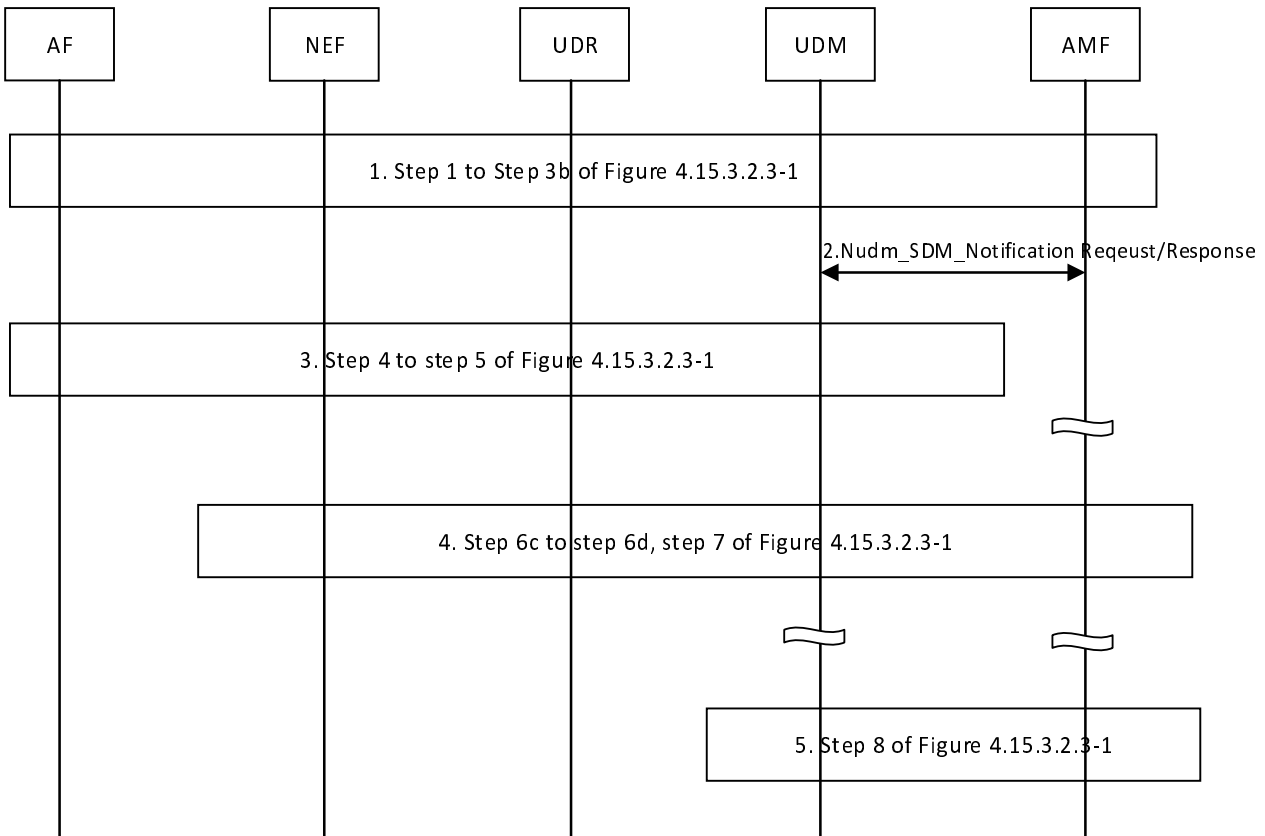 AF
NEF
UDR
UDM
AMF
1. Step 1 to Step 3b of Figure 4.15.3.2.3-1
2.Nudm_SDM_Notification Reqeust/Response
3. Step 4 to step 5 of Figure 4.15.3.2.3-1
4. Step 6c to step 6d, step 7 of Figure 4.15.3.2.3-1
5. Step 8 of Figure 4.15.3.2.3-1